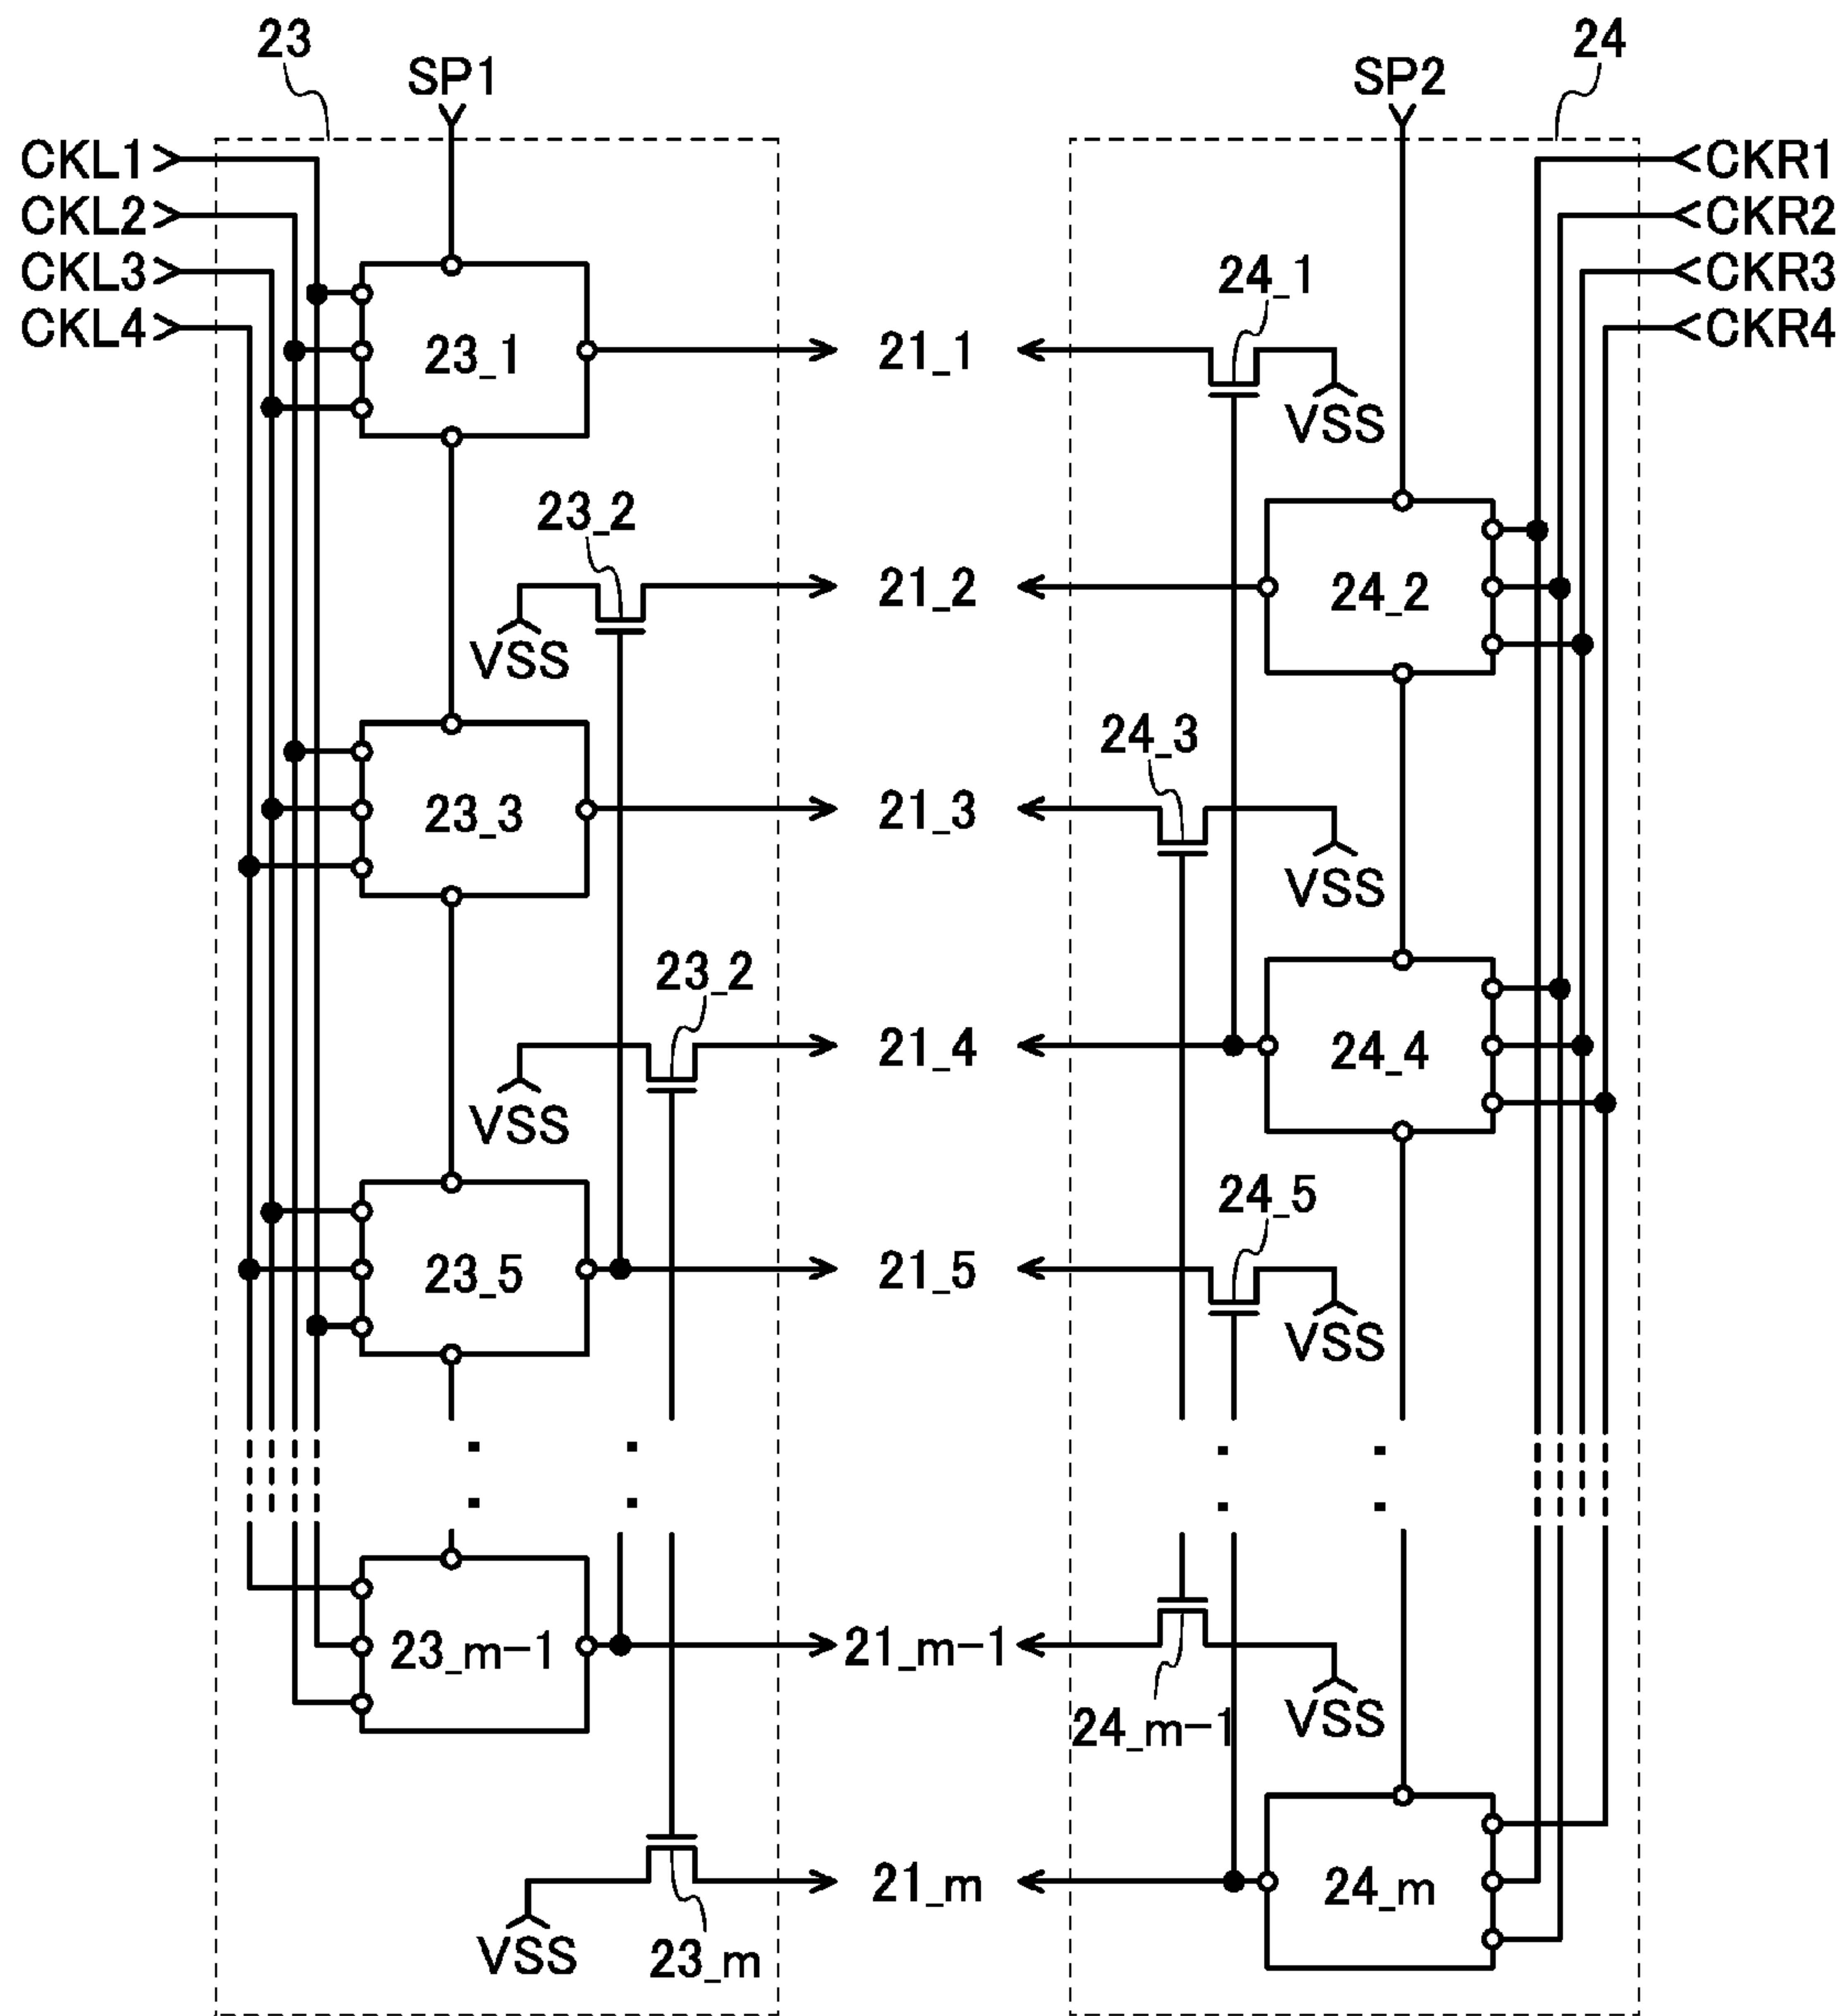 23
SP1
SP2
24
CKL1
CKR1
CKL2
CKR2
CKL3
24_1
CKR3
CKL4
23_1
21_1
CKR4
VSS
23_2
21_2
24_2
VSS
24_3
23_3
21_3
VSS
23_2
21_4
24_4
VSS
24_5
23_5
21_5
VSS
23_m-1
21_m-1
24_m-1
VSS
21_m
24_m
VSS
23_m